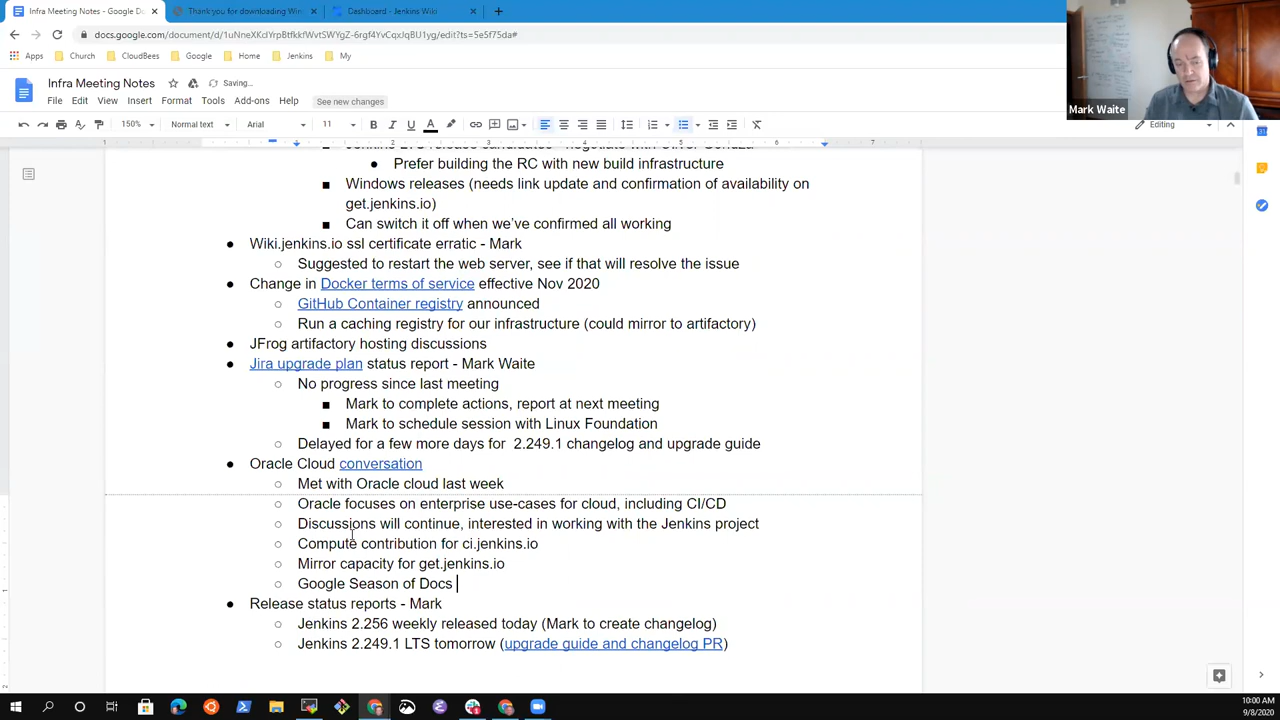 Infra Meeting Notes - Google Do
Thank you for downloading Win
Dashboard - Jenkins Wiki
Apps
Church
CloudBees
Google
Home
Jenkins
My
Infra Meeting Notes
Saving...
File Edit View Insert Format Tools Add-ons Help
See new changes
150%
Normal text
Arial
11
Editing
Mark Waite
1 1 2 3 4 5 6 7
● Prefer building the RC with new build infrastructure
■ Windows releases (needs link update and confirmation of availability on
get.jenkins.io)
■ Can switch it off when we've confirmed all working
● Wiki.jenkins.io ssl certificate erratic - Mark
○ Suggested to restart the web server, see if that will resolve the issue
● Change in Docker terms of service effective Nov 2020
○ GitHub Container registry announced
○ Run a caching registry for our infrastructure (could mirror to artifactory)
● JFrog artifactory hosting discussions
● Jira upgrade plan status report - Mark Waite
○ No progress since last meeting
■ Mark to complete actions, report at next meeting
■ Mark to schedule session with Linux Foundation
○ Delayed for a few more days for 2.249.1 changelog and upgrade guide
● Oracle Cloud conversation
○ Met with Oracle cloud last week
○ Oracle focuses on enterprise use-cases for cloud, including CI/CD
○ Discussions will continue, interested in working with the Jenkins project
○ Compute contribution for ci.jenkins.io
○ Mirror capacity for get.jenkins.io
○ Google Season of Docs
● Release status reports - Mark
○ Jenkins 2.256 weekly released today (Mark to create changelog)
○ Jenkins 2.249.1 LTS tomorrow (upgrade guide and changelog PR)
10:00 AM
9/8/2020